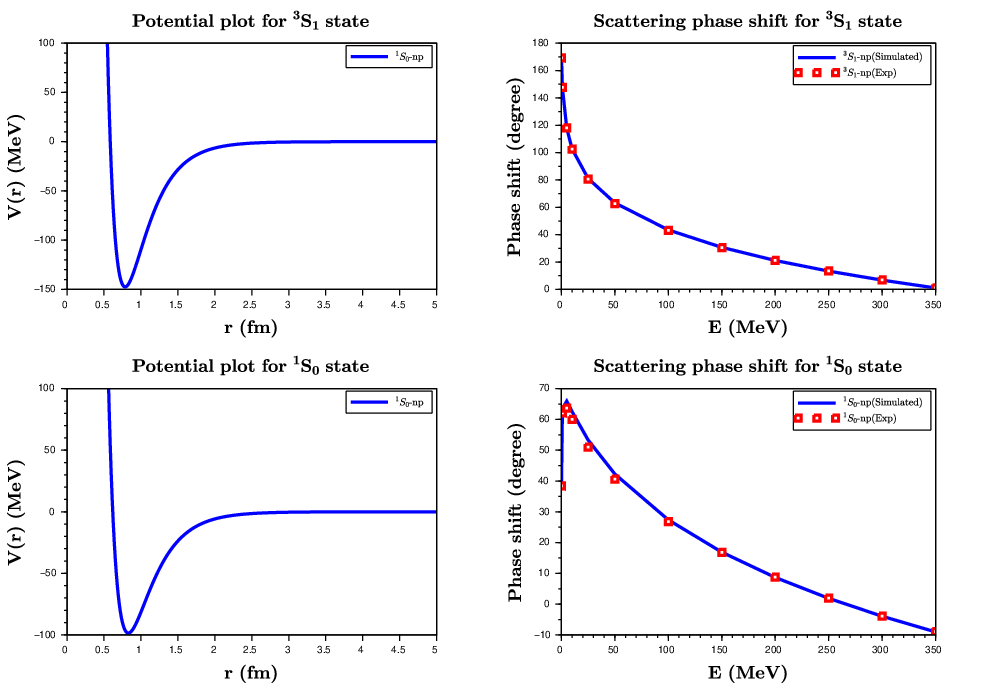 Potential plot for ³S₁ state
100
50
0
−50
−100
−150
V(r) (MeV)
¹S₀-np
0 0.5 1 1.5 2 2.5 3 3.5 4 4.5 5
r (fm)
Scattering phase shift for ³S₁ state
180
160
140
120
100
80
60
40
20
0
Phase shift (degree)
³S₁-np(Simulated)
³S₁-np(Exp)
0 50 100 150 200 250 300 350
E (MeV)
Potential plot for ¹S₀ state
100
50
0
−50
−100
V(r) (MeV)
¹S₀-np
0 0.5 1 1.5 2 2.5 3 3.5 4 4.5 5
r (fm)
Scattering phase shift for ¹S₀ state
70
60
50
40
30
20
10
0
−10
Phase shift (degree)
¹S₀-np(Simulated)
¹S₀-np(Exp)
0 50 100 150 200 250 300 350
E (MeV)